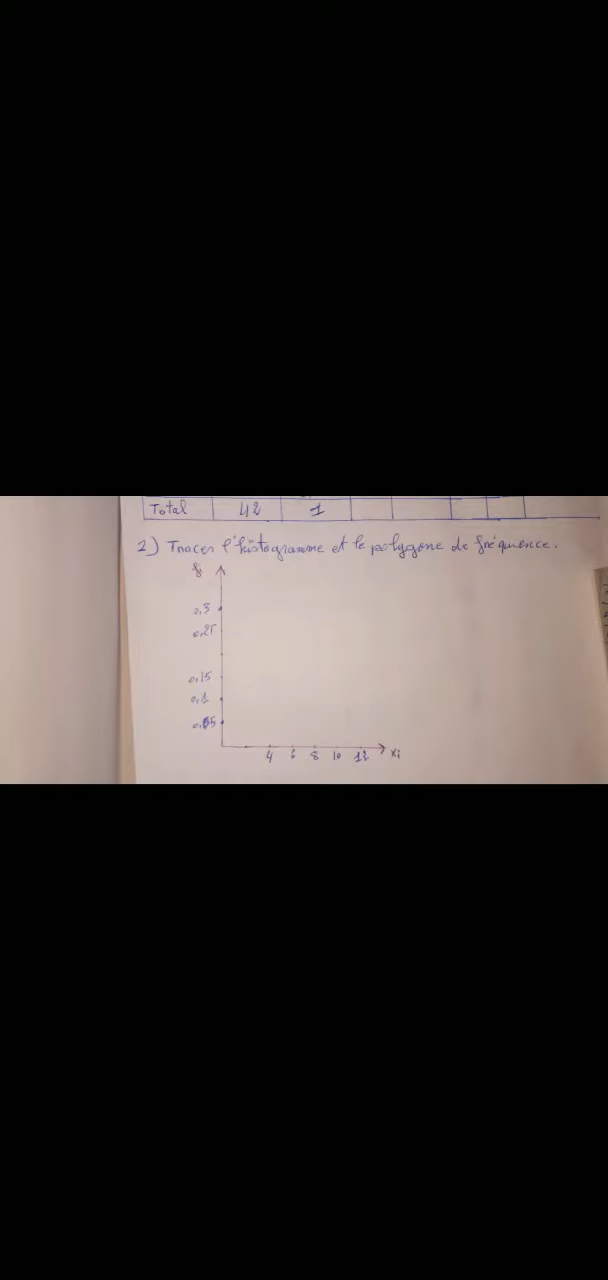 Total 42 1
2) Tracer l'histogramme et le polygone de fréquence.
fi
0,3
0,25
0,15
0,1
0,05
4 6 8 10 12 xi